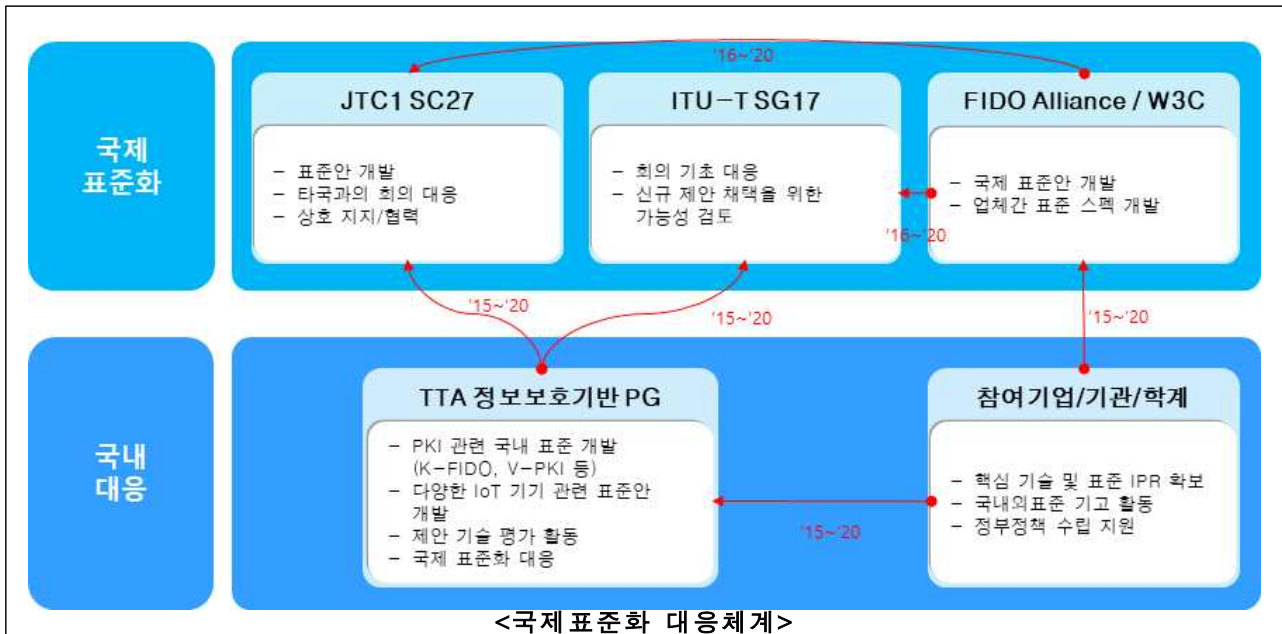 '16~'20
국제
표준화
JTC1 SC27
– 표준안 개발
– 타국과의 회의 대응
– 상호 지지/협력
ITU-T SG17
– 회의 기초 대응
– 신규 제안 채택을 위한
가능성 검토
FIDO Alliance / W3C
– 국제 표준안 개발
– 업체간 표준 스펙 개발
'16~'20
'15~'20
'15~'20
'15~'20
국내
대응
TTA 정보보호기반 PG
– PKI 관련 국내 표준 개발
(K-FIDO, V-PKI 등)
– 다양한 IoT 기기 관련 표준안
개발
– 제안 기술 평가 활동
– 국제 표준화 대응
'15~'20
참여기업/기관/학계
– 핵심 기술 및 표준 IPR 확보
– 국내외표준 기고 활동
– 정부정책 수립 지원
<국제표준화 대응체계>